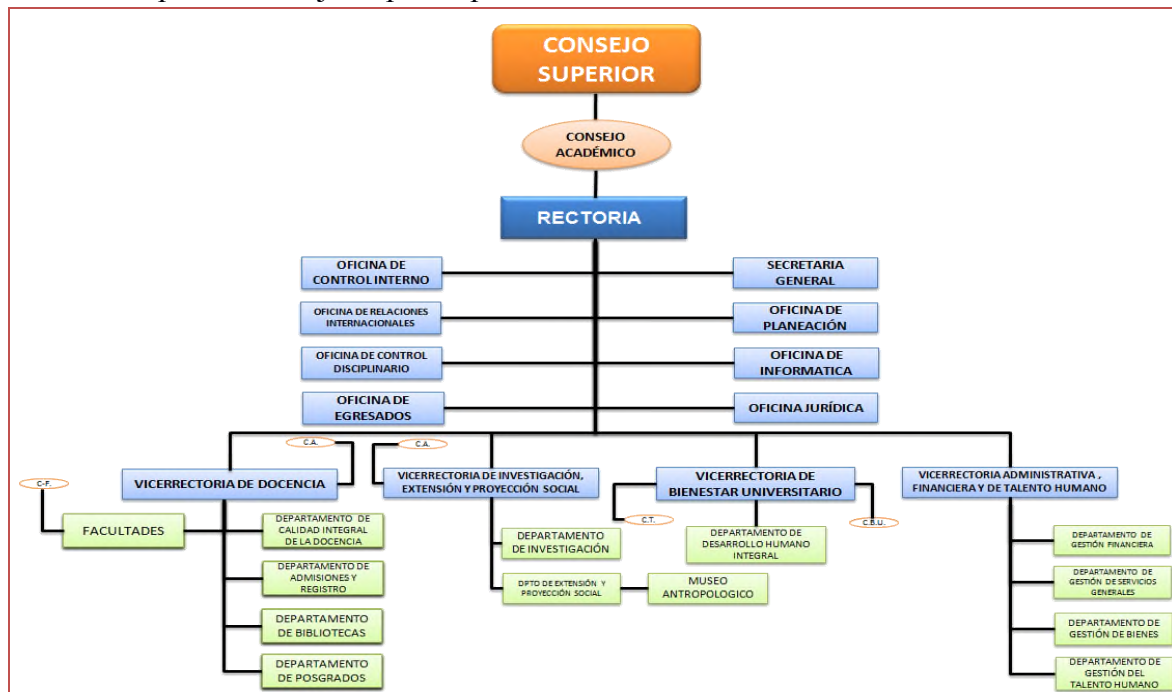 CONSEJO
SUPERIOR
CONSEJO
ACADÉMICO
RECTORIA
OFICINA DE
CONTROL INTERNO
SECRETARIA
GENERAL
OFICINA DE RELACIONES
INTERNACIONALES
OFICINA DE
PLANEACIÓN
OFICINA DE CONTROL
DISCIPLINARIO
OFICINA DE
INFORMATICA
OFICINA DE
EGRESADOS
OFICINA JURÍDICA
C.A.
C.A.
C-F.
VICERRECTORIA DE DOCENCIA
VICERRECTORIA DE INVESTIGACIÓN,
EXTENSIÓN Y PROYECCIÓN SOCIAL
VICERRECTORIA DE
BIENESTAR UNIVERSITARIO
VICERRECTORIA ADMINISTRATIVA ,
FINANCIERA Y DE TALENTO HUMANO
C.T.
C.B.U.
FACULTADES
DEPARTAMENTO DE
CALIDAD INTEGRAL
DE LA DOCENCIA
DEPARTAMENTO DE
ADMISIONES Y
REGISTRO
DEPARTAMENTO
DE BIBLIOTECAS
DEPARTAMENTO
DE POSGRADOS
DEPARTAMENTO
DE INVESTIGACIÓN
DPTO DE EXTENSIÓN Y
PROYECCIÓN SOCIAL
MUSEO
ANTROPOLOGICO
DEPARTAMENTO DE
DESARROLLO HUMANO
INTEGRAL
DEPARTAMENTO DE
GESTIÓN FINANCIERA
DEPARTAMENTO DE
GESTIÓN DE SERVICIOS
GENERALES
DEPARTAMENTO DE
GESTIÓN DE BIENES
DEPARTAMENTO DE
GESTIÓN DEL
TALENTO HUMANO